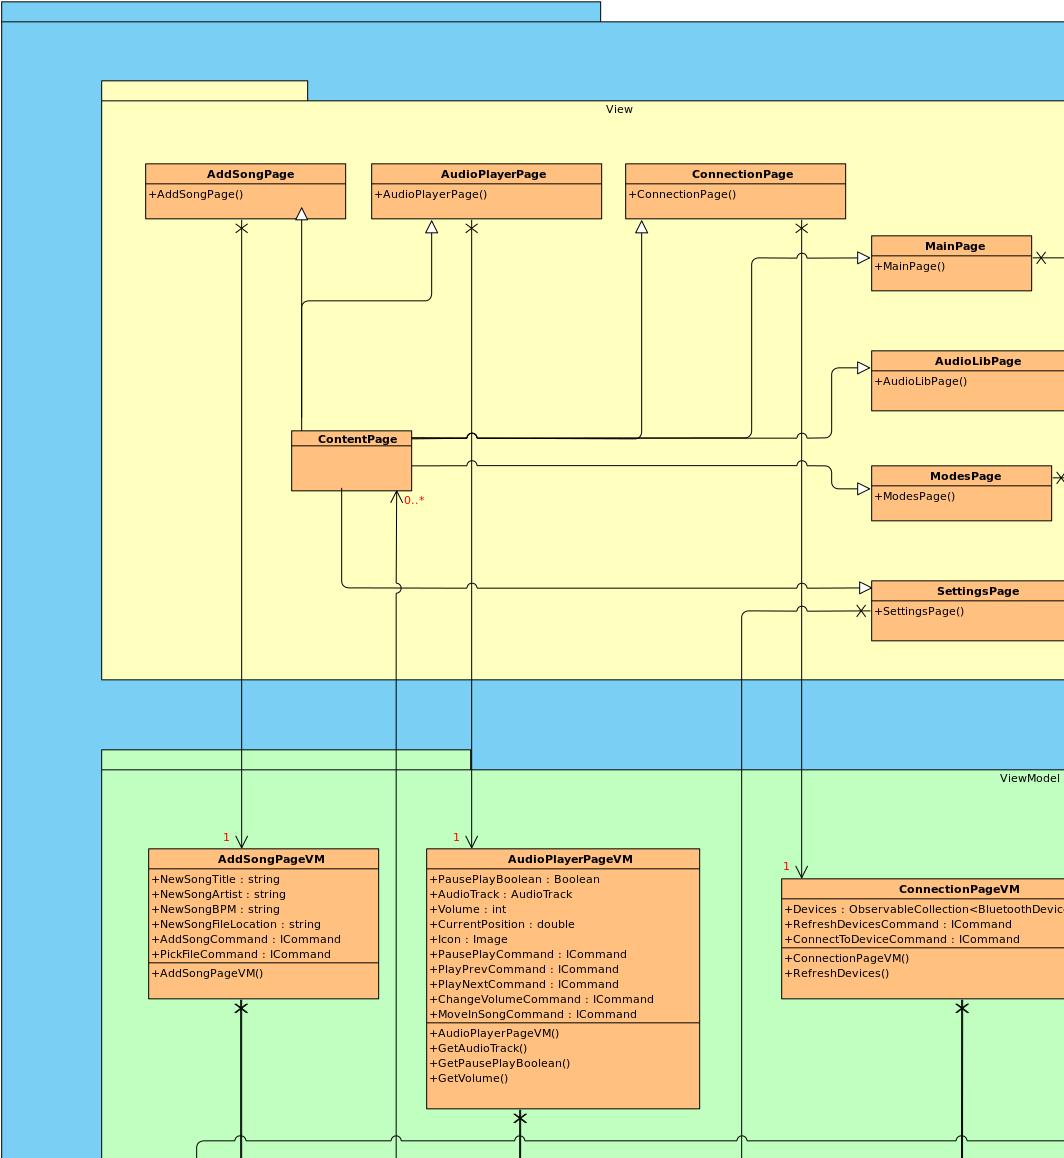 View
AddSongPage
+AddSongPage()
AudioPlayerPage
+AudioPlayerPage()
ConnectionPage
+ConnectionPage()
MainPage
+MainPage()
AudioLibPage
+AudioLibPage()
ContentPage
0..*
ModesPage
+ModesPage()
SettingsPage
+SettingsPage()
ViewModel
1
AddSongPageVM
+NewSongTitle : string
+NewSongArtist : string
+NewSongBPM : string
+NewSongFileLocation : string
+AddSongCommand : ICommand
+PickFileCommand : ICommand
+AddSongPageVM()
1
AudioPlayerPageVM
+PausePlayBoolean : Boolean
+AudioTrack : AudioTrack
+Volume : int
+CurrentPosition : double
+Icon : Image
+PausePlayCommand : ICommand
+PlayPrevCommand : ICommand
+PlayNextCommand : ICommand
+ChangeVolumeCommand : ICommand
+MoveInSongCommand : ICommand
+AudioPlayerPageVM()
+GetAudioTrack()
+GetPausePlayBoolean()
+GetVolume()
1
ConnectionPageVM
+Devices : ObservableCollection<BluetoothDevic
+RefreshDevicesCommand : ICommand
+ConnectToDeviceCommand : ICommand
+ConnectionPageVM()
+RefreshDevices()